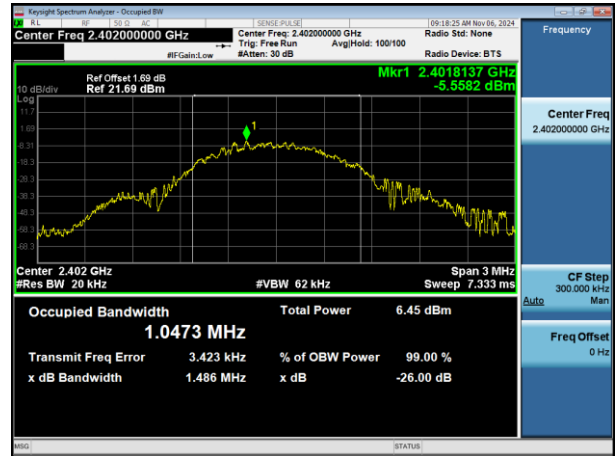 Keysight Spectrum Analyzer - Occupied BW
RL RF 50 Ω AC SENSE:PULSE 09:18:25 AM Nov 06, 2024
Center Freq 2.402000000 GHz
Center Freq: 2.402000000 GHz Radio Std: None
Trig: Free Run Avg|Hold: 100/100
#IFGain:Low #Atten: 30 dB Radio Device: BTS
Frequency
Mkr1 2.4018137 GHz
-5.5582 dBm
Ref Offset 1.69 dB
10 dB/div Ref 21.69 dBm
Log
11.7
1.69
-8.31
-18.3
-28.3
-38.3
-48.3
-58.3
-68.3
1
Center Freq
2.402000000 GHz
Center 2.402 GHz Span 3 MHz
#Res BW 20 kHz #VBW 62 kHz Sweep 7.333 ms
CF Step
300.000 kHz
Auto Man
Occupied Bandwidth Total Power 6.45 dBm
1.0473 MHz
Transmit Freq Error 3.423 kHz % of OBW Power 99.00 %
x dB Bandwidth 1.486 MHz x dB -26.00 dB
Freq Offset
0 Hz
MSG STATUS